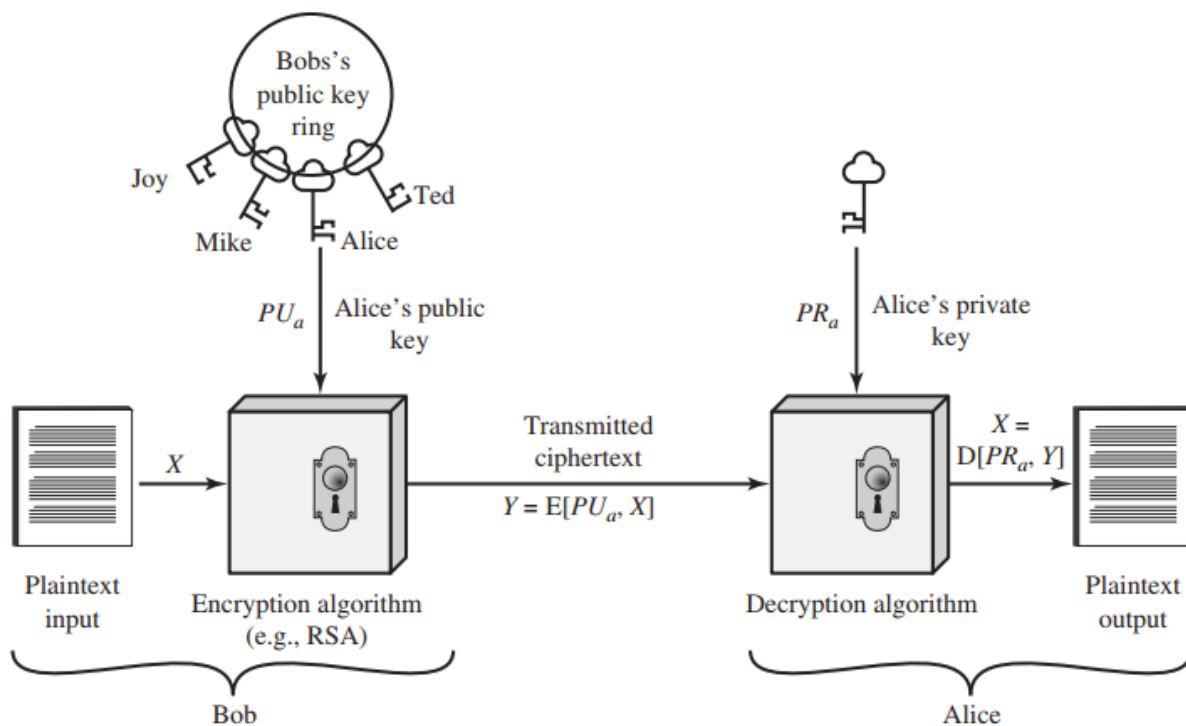 Bobs's
public key
ring
Joy
Ted
Mike
Alice
PUₐ
Alice's public
key
PRₐ
Alice's private
key
X
Transmitted
ciphertext
Y = E[PUₐ, X]
X =
D[PRₐ, Y]
Plaintext
input
Encryption algorithm
(e.g., RSA)
Decryption algorithm
Plaintext
output
Bob
Alice